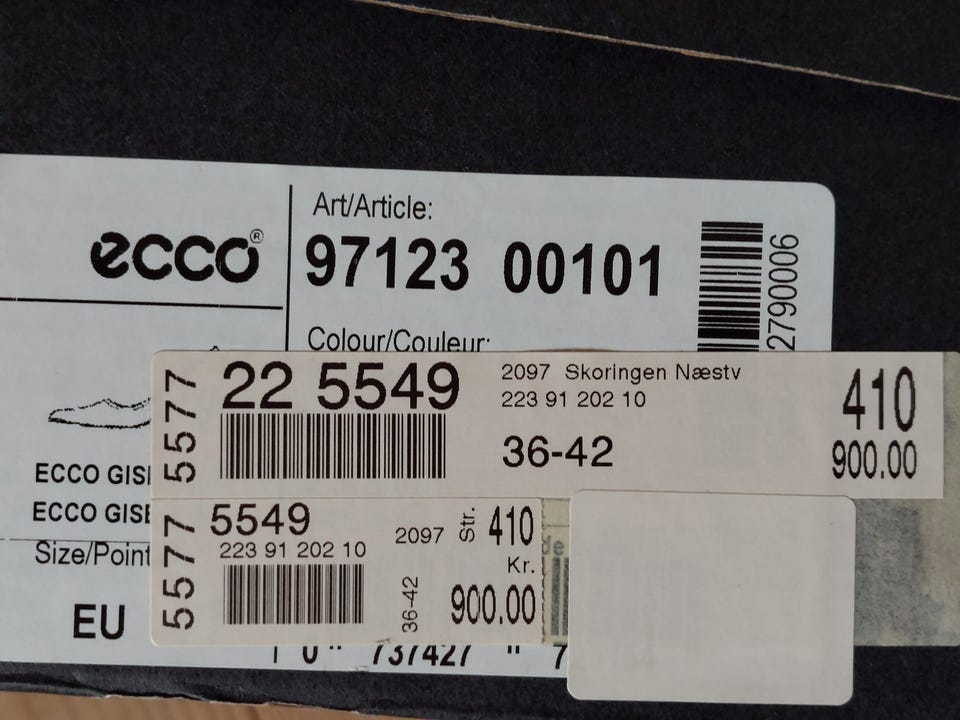 ecco®
Art/Article:
97123 00101
2790006
Colour/Couleur:
ECCO
ECCO
Size/Point
EU
5577
22 5549
2097 Skoringen Næstv
223 91 202 10
36-42
410
900.00
5577
5549
223 91 202 10
2097
36-42
Str. 410
Kr.
900.00
de
737427